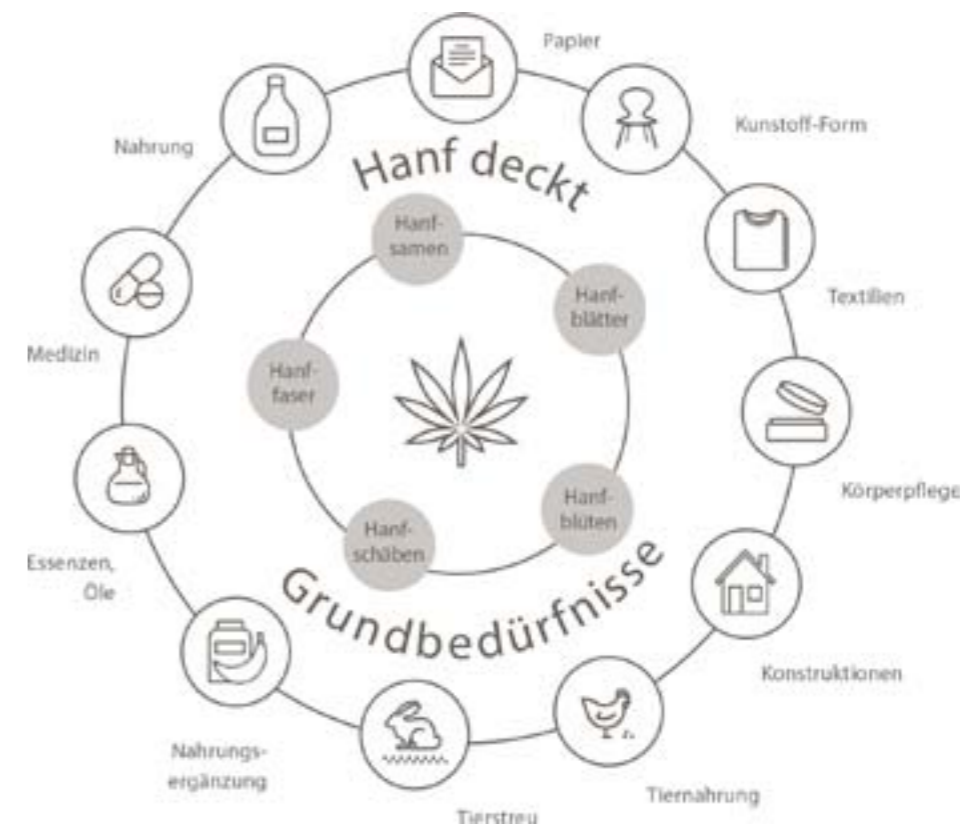 Papier
Kunstoff-Form
Textilien
Körperpflege
Konstruktionen
Tiernahrung
Tierstreu
Nahrungs-
ergänzung
Essenzen,
Öle
Medizin
Nahrung
Hanf deckt
Grundbedürfnisse
Hanf-
samen
Hanf-
blätter
Hanf-
blüten
Hanf-
schäben
Hanf-
faser